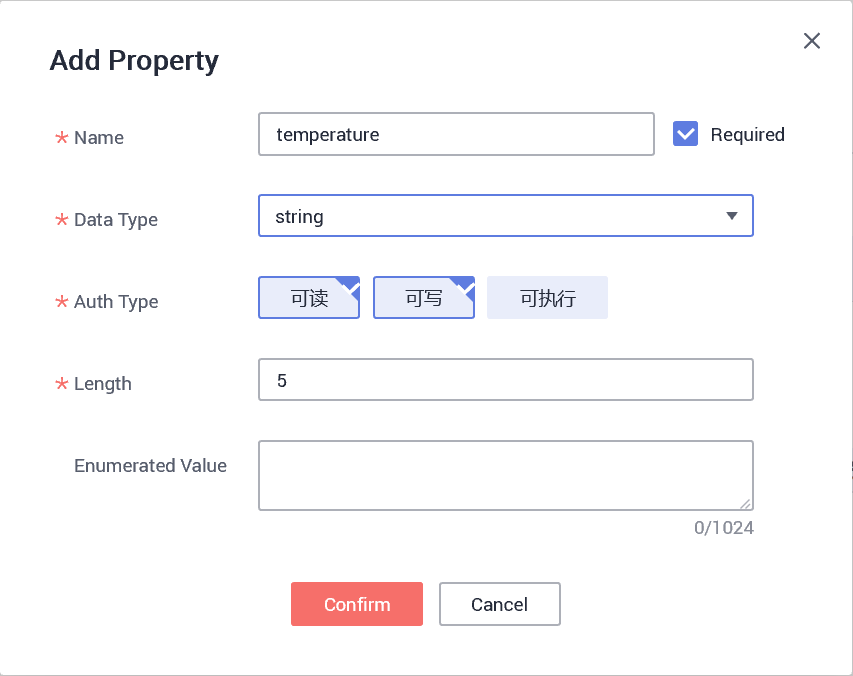 Add Property
* Name temperature Required
* Data Type string
* Auth Type 可读 可写 可执行
* Length 5
Enumerated Value
0/1024
Confirm Cancel